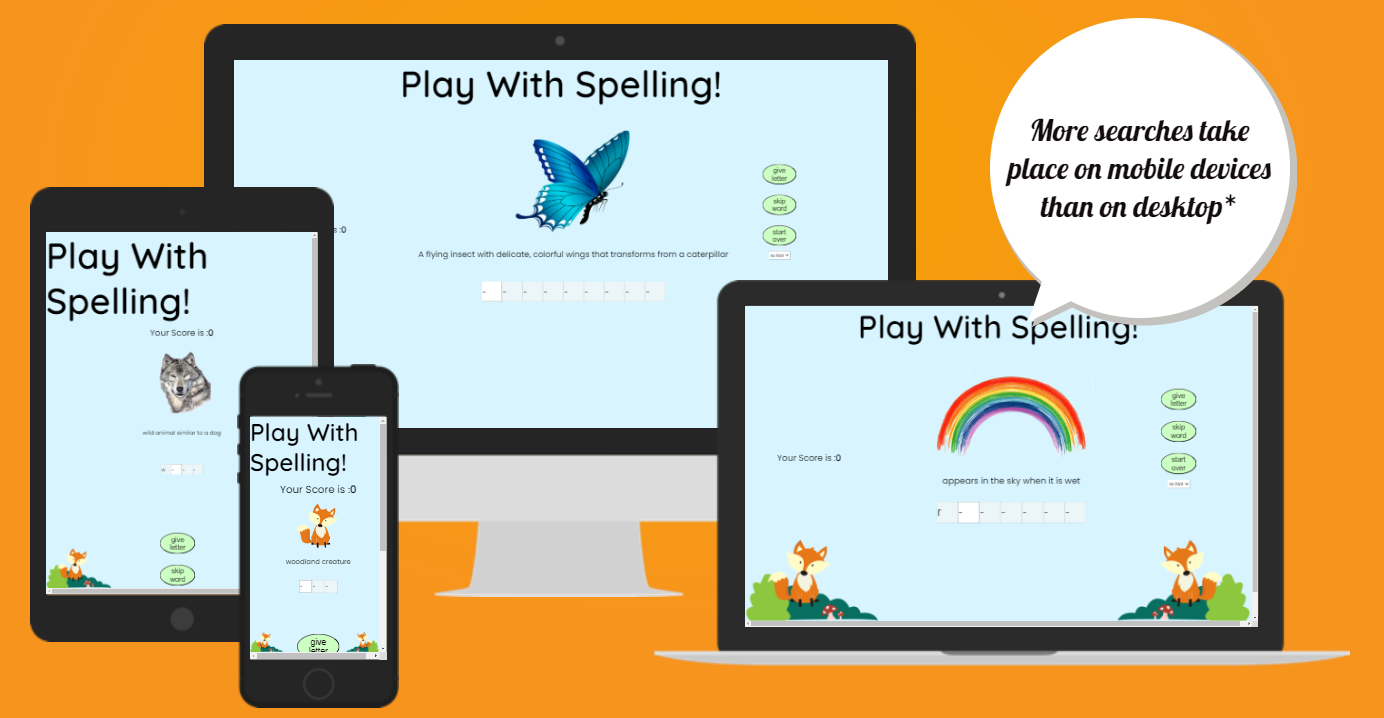 Play With Spelling!
give
letter
skip
word
start
over
s :0
A flying insect with delicate, colorful wings that transforms from a caterpillar
- - - - - - - - -
More searches take
place on mobile devices
than on desktop*
Play With
Spelling!
Your Score is :0
wild animal similar to a dog
w - - -
give
letter
skip
word
Play With
Spelling!
Your Score is :0
woodland creature
- - -
give
letter
Play With Spelling!
give
letter
skip
word
start
over
Your Score is :0
no hint
appears in the sky when it is wet
r - - - - - -